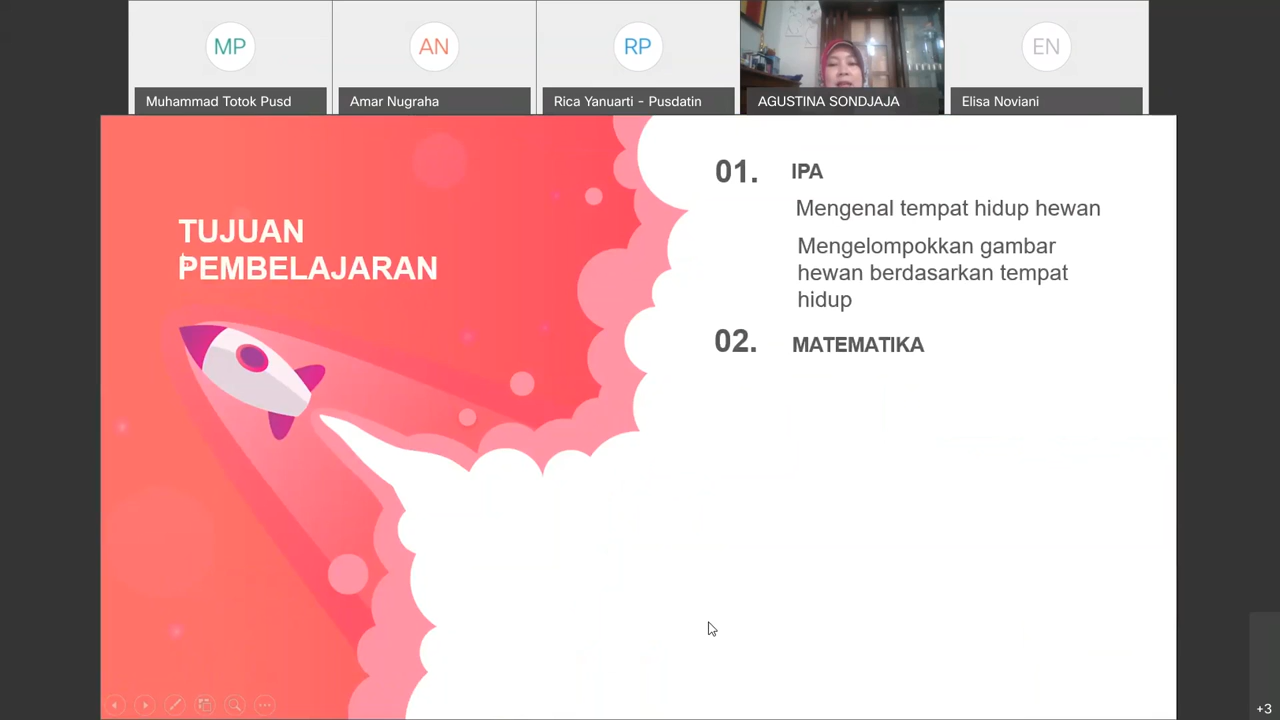 MP
AN
RP
EN
Muhammad Totok Pusd
Amar Nugraha
Rica Yanuarti - Pusdatin
AGUSTINA SONDJAJA
Elisa Noviani
TUJUAN
PEMBELAJARAN
01. IPA
Mengenal tempat hidup hewan
Mengelompokkan gambar
hewan berdasarkan tempat
hidup
02. MATEMATIKA
+3